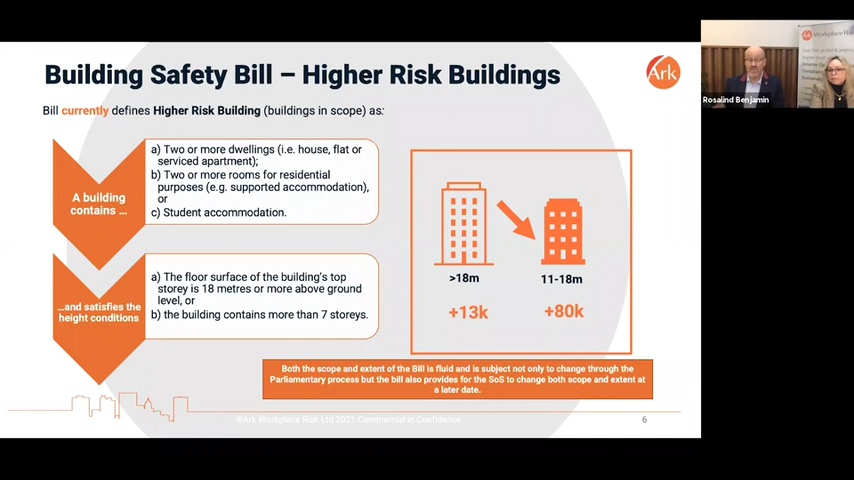 Building Safety Bill – Higher Risk Buildings
Ark
Bill currently defines Higher Risk Building (buildings in scope) as:
A building
contains ...
a) Two or more dwellings (i.e. house, flat or
serviced apartment);
b) Two or more rooms for residential
purposes (e.g. supported accommodation),
or
c) Student accommodation.
...and satisfies the
height conditions
a) The floor surface of the building's top
storey is 18 metres or more above ground
level, or
b) the building contains more than 7 storeys.
>18m
11-18m
+13k
+80k
Both the scope and extent of the Bill is fluid and is subject not only to change through the
Parliamentary process but the bill also provides for the SoS to change both scope and extent at
a later date.
©Ark Workplace Risk Ltd 2021 Commercial in Confidence
6
Rosalind Benjamin
Ark Workplace Risk